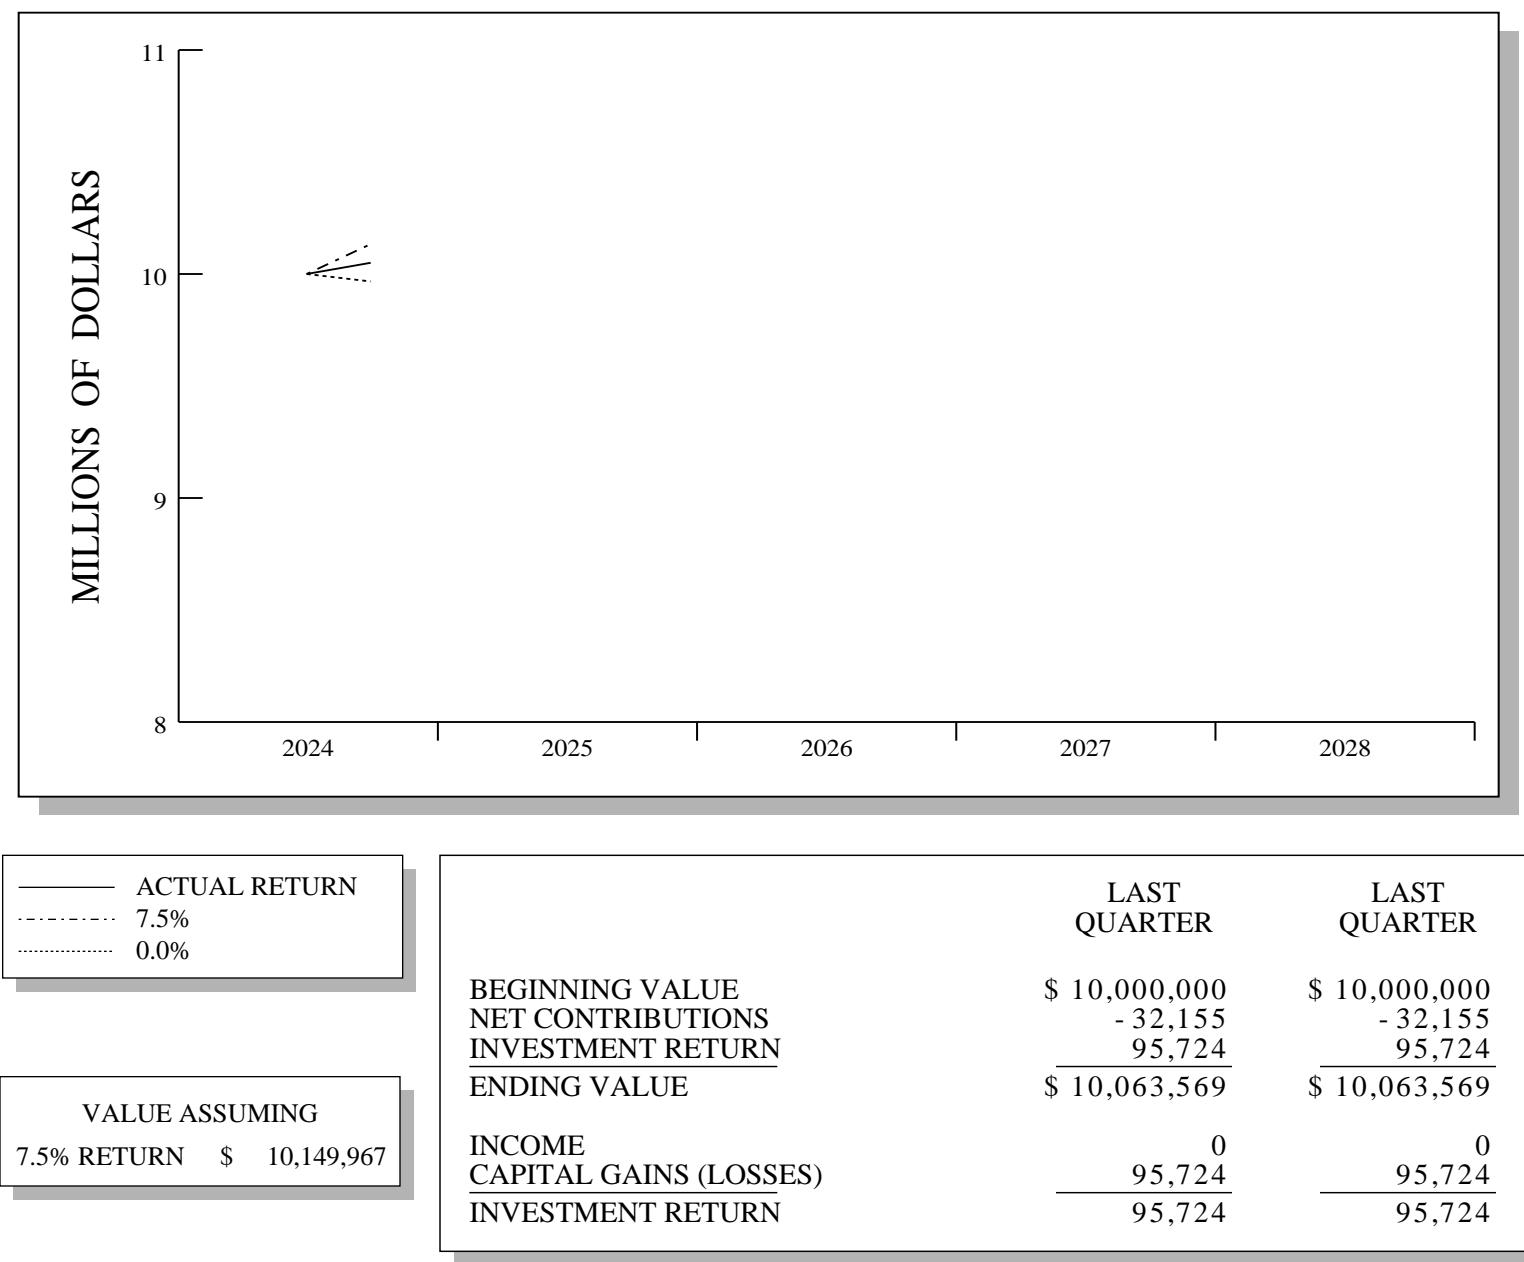 11
10
9
8
MILLIONS OF DOLLARS
2024 2025 2026 2027 2028
ACTUAL RETURN
7.5%
0.0%
VALUE ASSUMING
7.5% RETURN $ 10,149,967
LAST LAST
QUARTER QUARTER
BEGINNING VALUE $ 10,000,000 $ 10,000,000
NET CONTRIBUTIONS - 32,155 - 32,155
INVESTMENT RETURN 95,724 95,724
ENDING VALUE $ 10,063,569 $ 10,063,569
INCOME 0 0
CAPITAL GAINS (LOSSES) 95,724 95,724
INVESTMENT RETURN 95,724 95,724